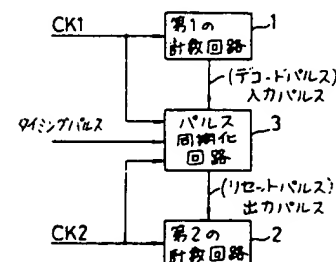 CK1
第1の
計数回路
1
(デコードパルス)
入力パルス
タイミングパルス
パルス
同期化
回路
3
(リセットパルス)
出力パルス
CK2
第2の
計数回路
2